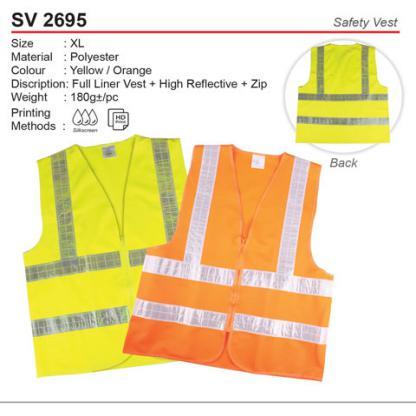 SV 2695
Safety Vest
Size : XL
Material : Polyester
Colour : Yellow / Orange
Discription: Full Liner Vest + High Reflective + Zip
Weight : 180g±/pc
Printing
Methods :
Silkscreen
HD
Print
Back